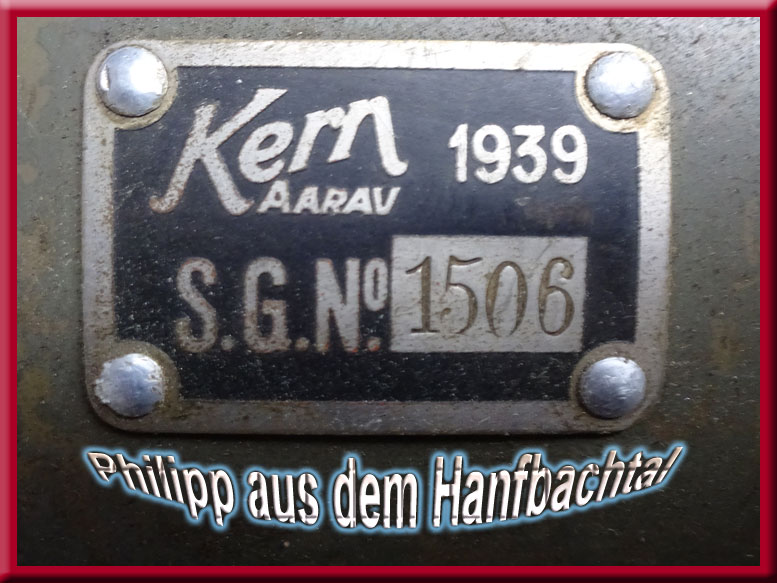 Kern 1939
AARAV
S.G.Nº 1506
Philipp aus dem Hanfbachtal